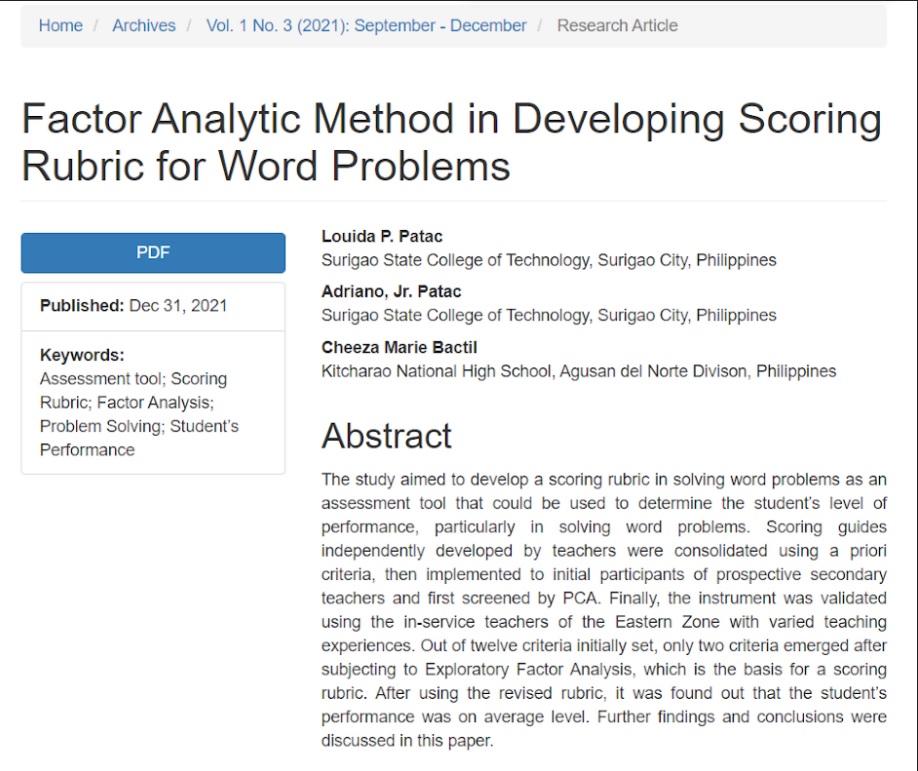 Home / Archives / Vol. 1 No. 3 (2021): September - December / Research Article
Factor Analytic Method in Developing Scoring
Rubric for Word Problems
PDF
Published: Dec 31, 2021
Keywords:
Assessment tool; Scoring
Rubric; Factor Analysis;
Problem Solving; Student's
Performance
Louida P. Patac
Surigao State College of Technology, Surigao City, Philippines
Adriano, Jr. Patac
Surigao State College of Technology, Surigao City, Philippines
Cheeza Marie Bactil
Kitcharao National High School, Agusan del Norte Divison, Philippines
Abstract
The study aimed to develop a scoring rubric in solving word problems as an
assessment tool that could be used to determine the student's level of
performance, particularly in solving word problems. Scoring guides
independently developed by teachers were consolidated using a priori
criteria, then implemented to initial participants of prospective secondary
teachers and first screened by PCA. Finally, the instrument was validated
using the in-service teachers of the Eastern Zone with varied teaching
experiences. Out of twelve criteria initially set, only two criteria emerged after
subjecting to Exploratory Factor Analysis, which is the basis for a scoring
rubric. After using the revised rubric, it was found out that the student's
performance was on average level. Further findings and conclusions were
discussed in this paper.